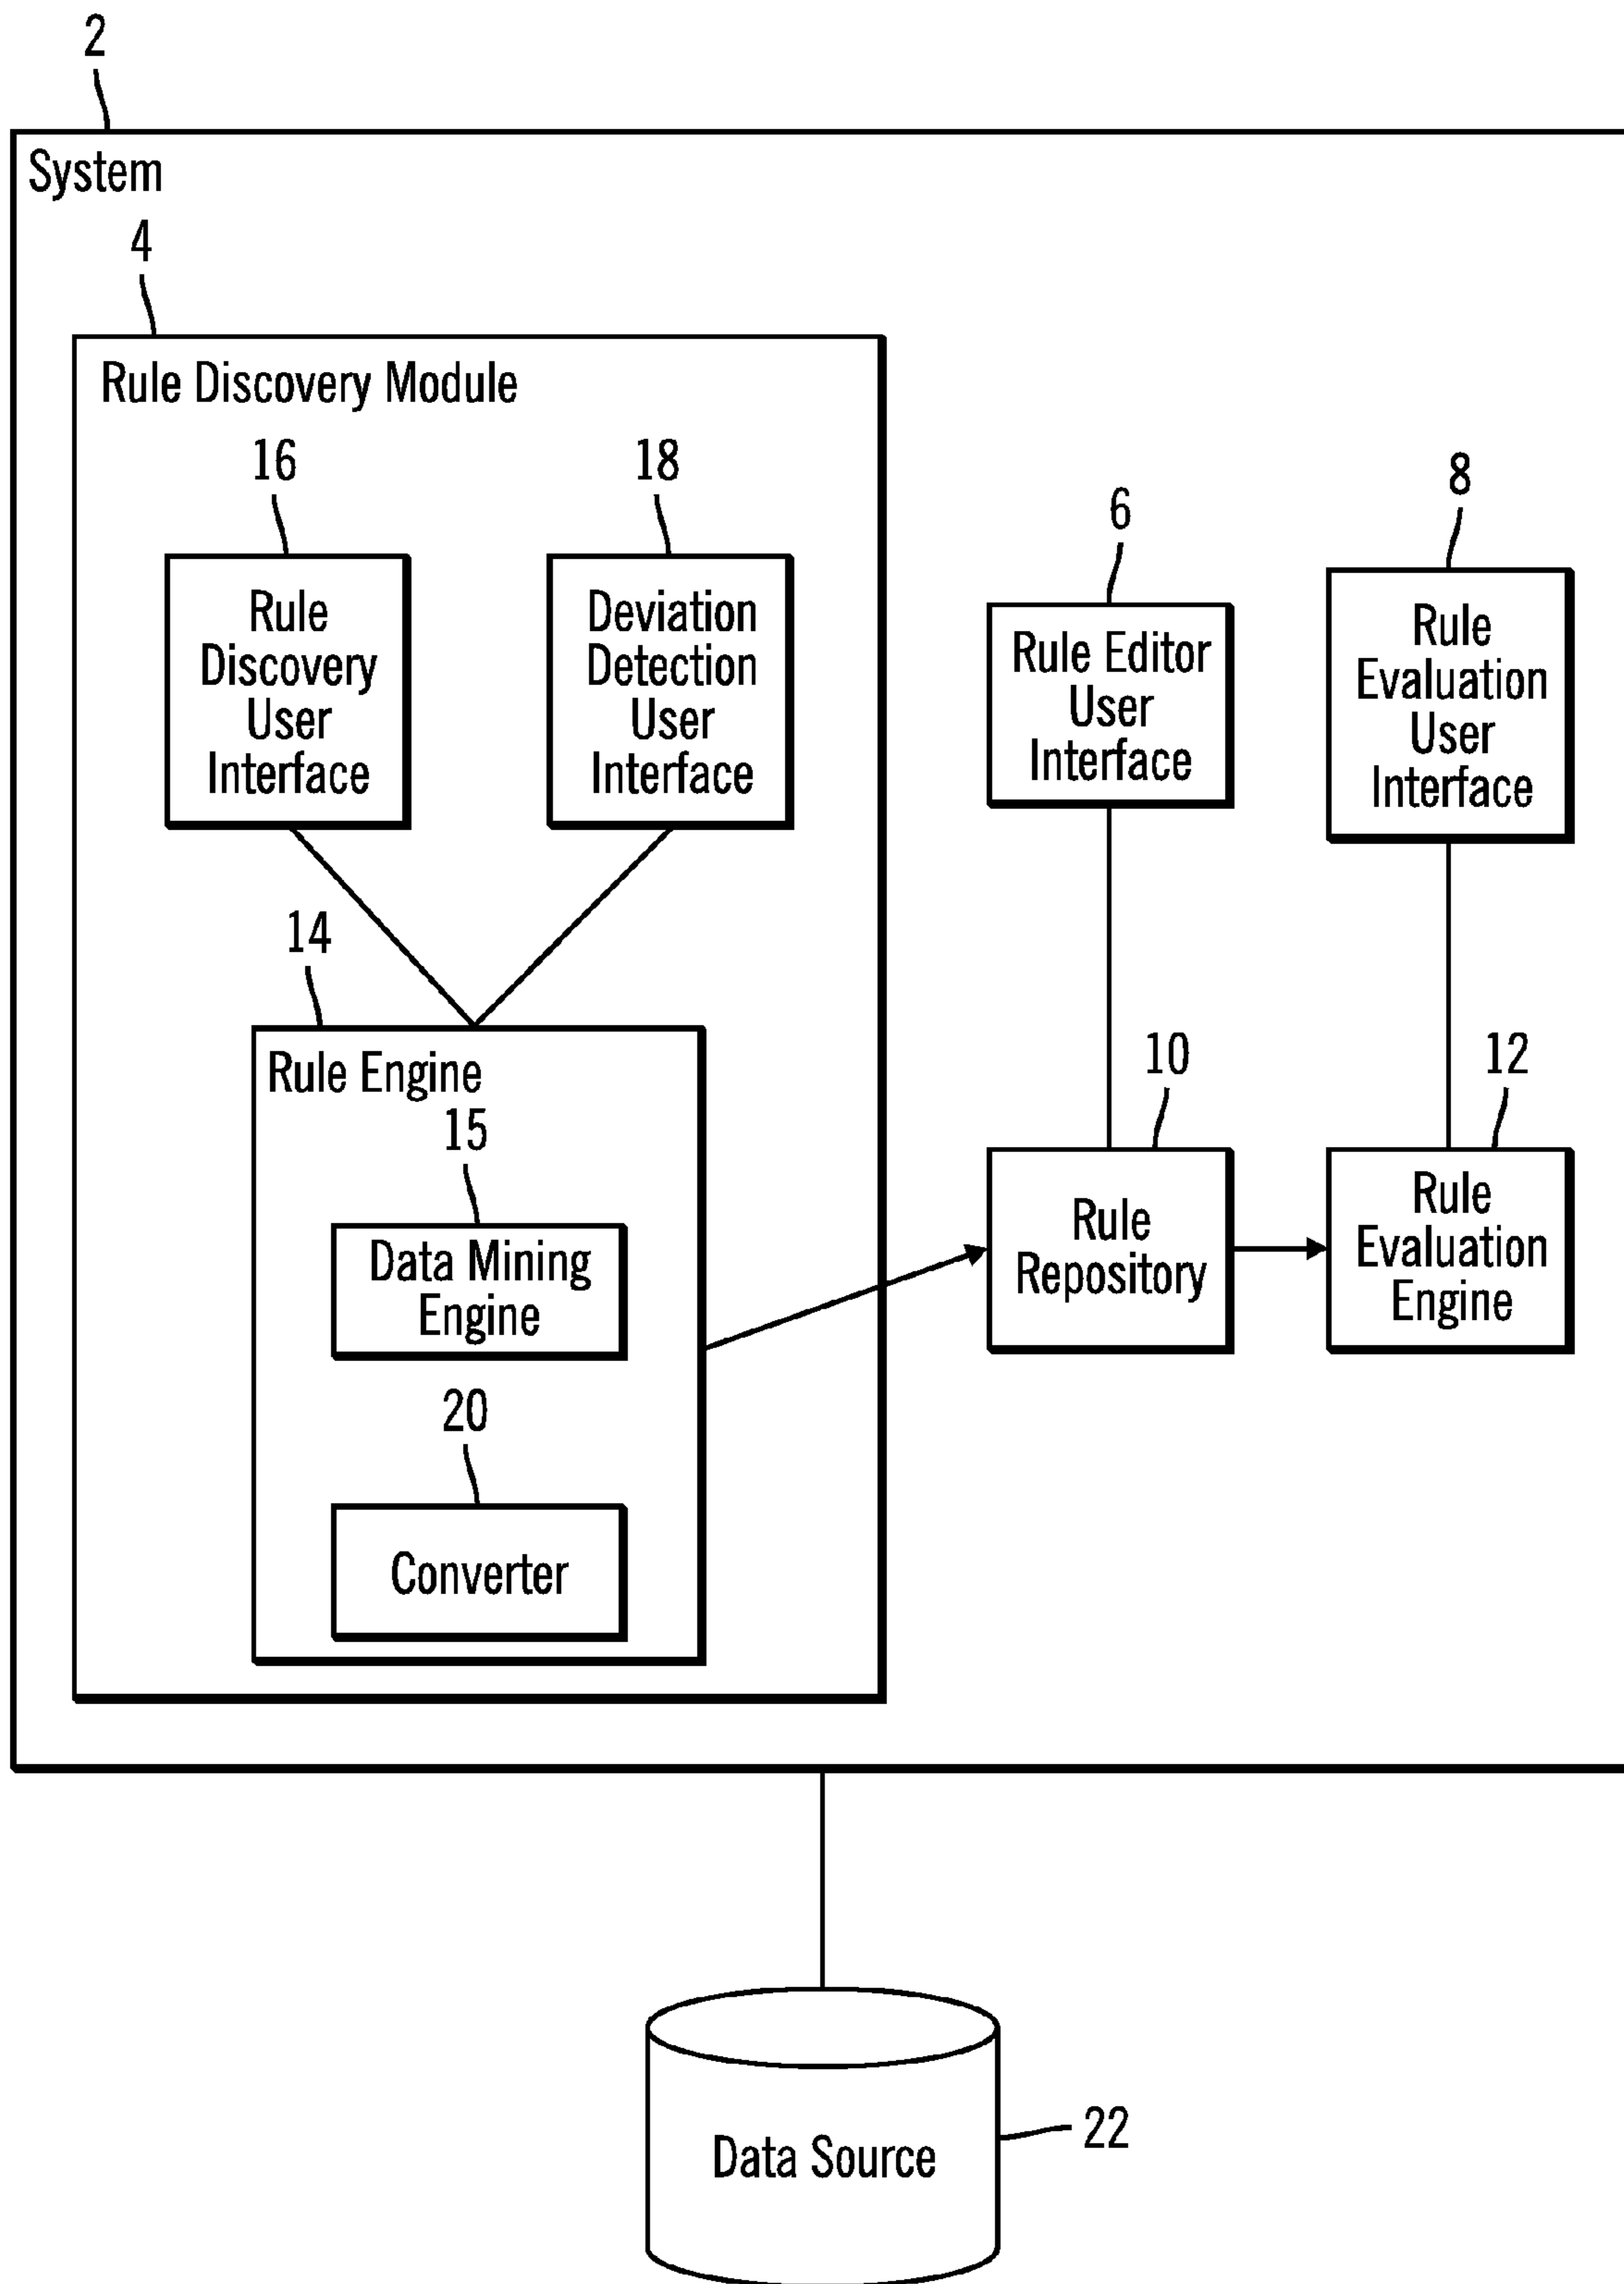 2
System
4
Rule Discovery Module
16
18
Rule
Discovery
User
Interface
Deviation
Detection
User
Interface
6
8
Rule Editor
User
Interface
Rule
Evaluation
User
Interface
14
Rule Engine
15
Data Mining
Engine
20
Converter
10
12
Rule
Repository
Rule
Evaluation
Engine
Data Source
22